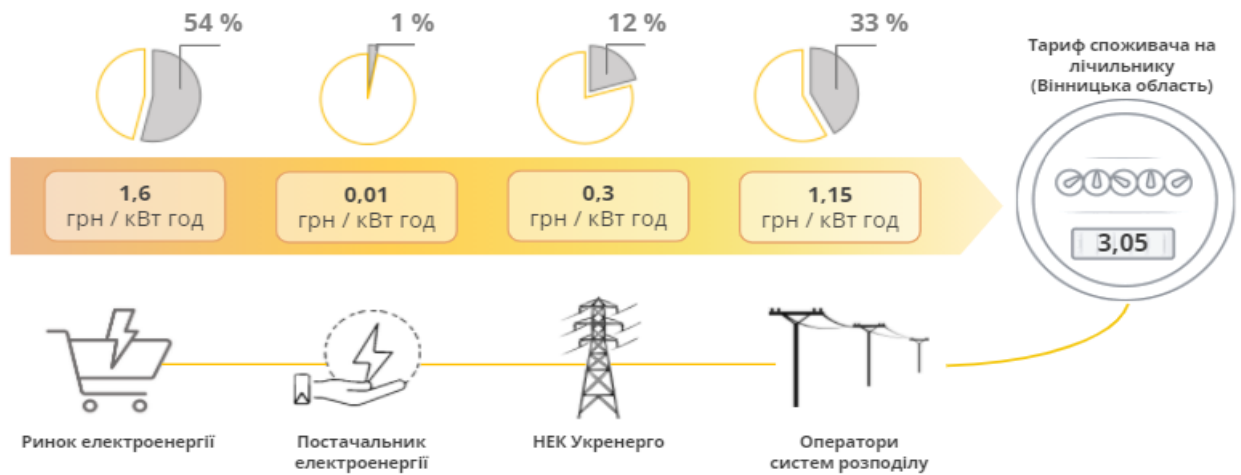 54 %
1 %
12 %
33 %
Тариф споживача на
лічильнику
(Вінницька область)
1,6
грн / кВт год
0,01
грн / кВт год
0,3
грн / кВт год
1,15
грн / кВт год
3,05
Ринок електроенергії
Постачальник
електроенергії
НЕК Укренерго
Оператори
систем розподілу